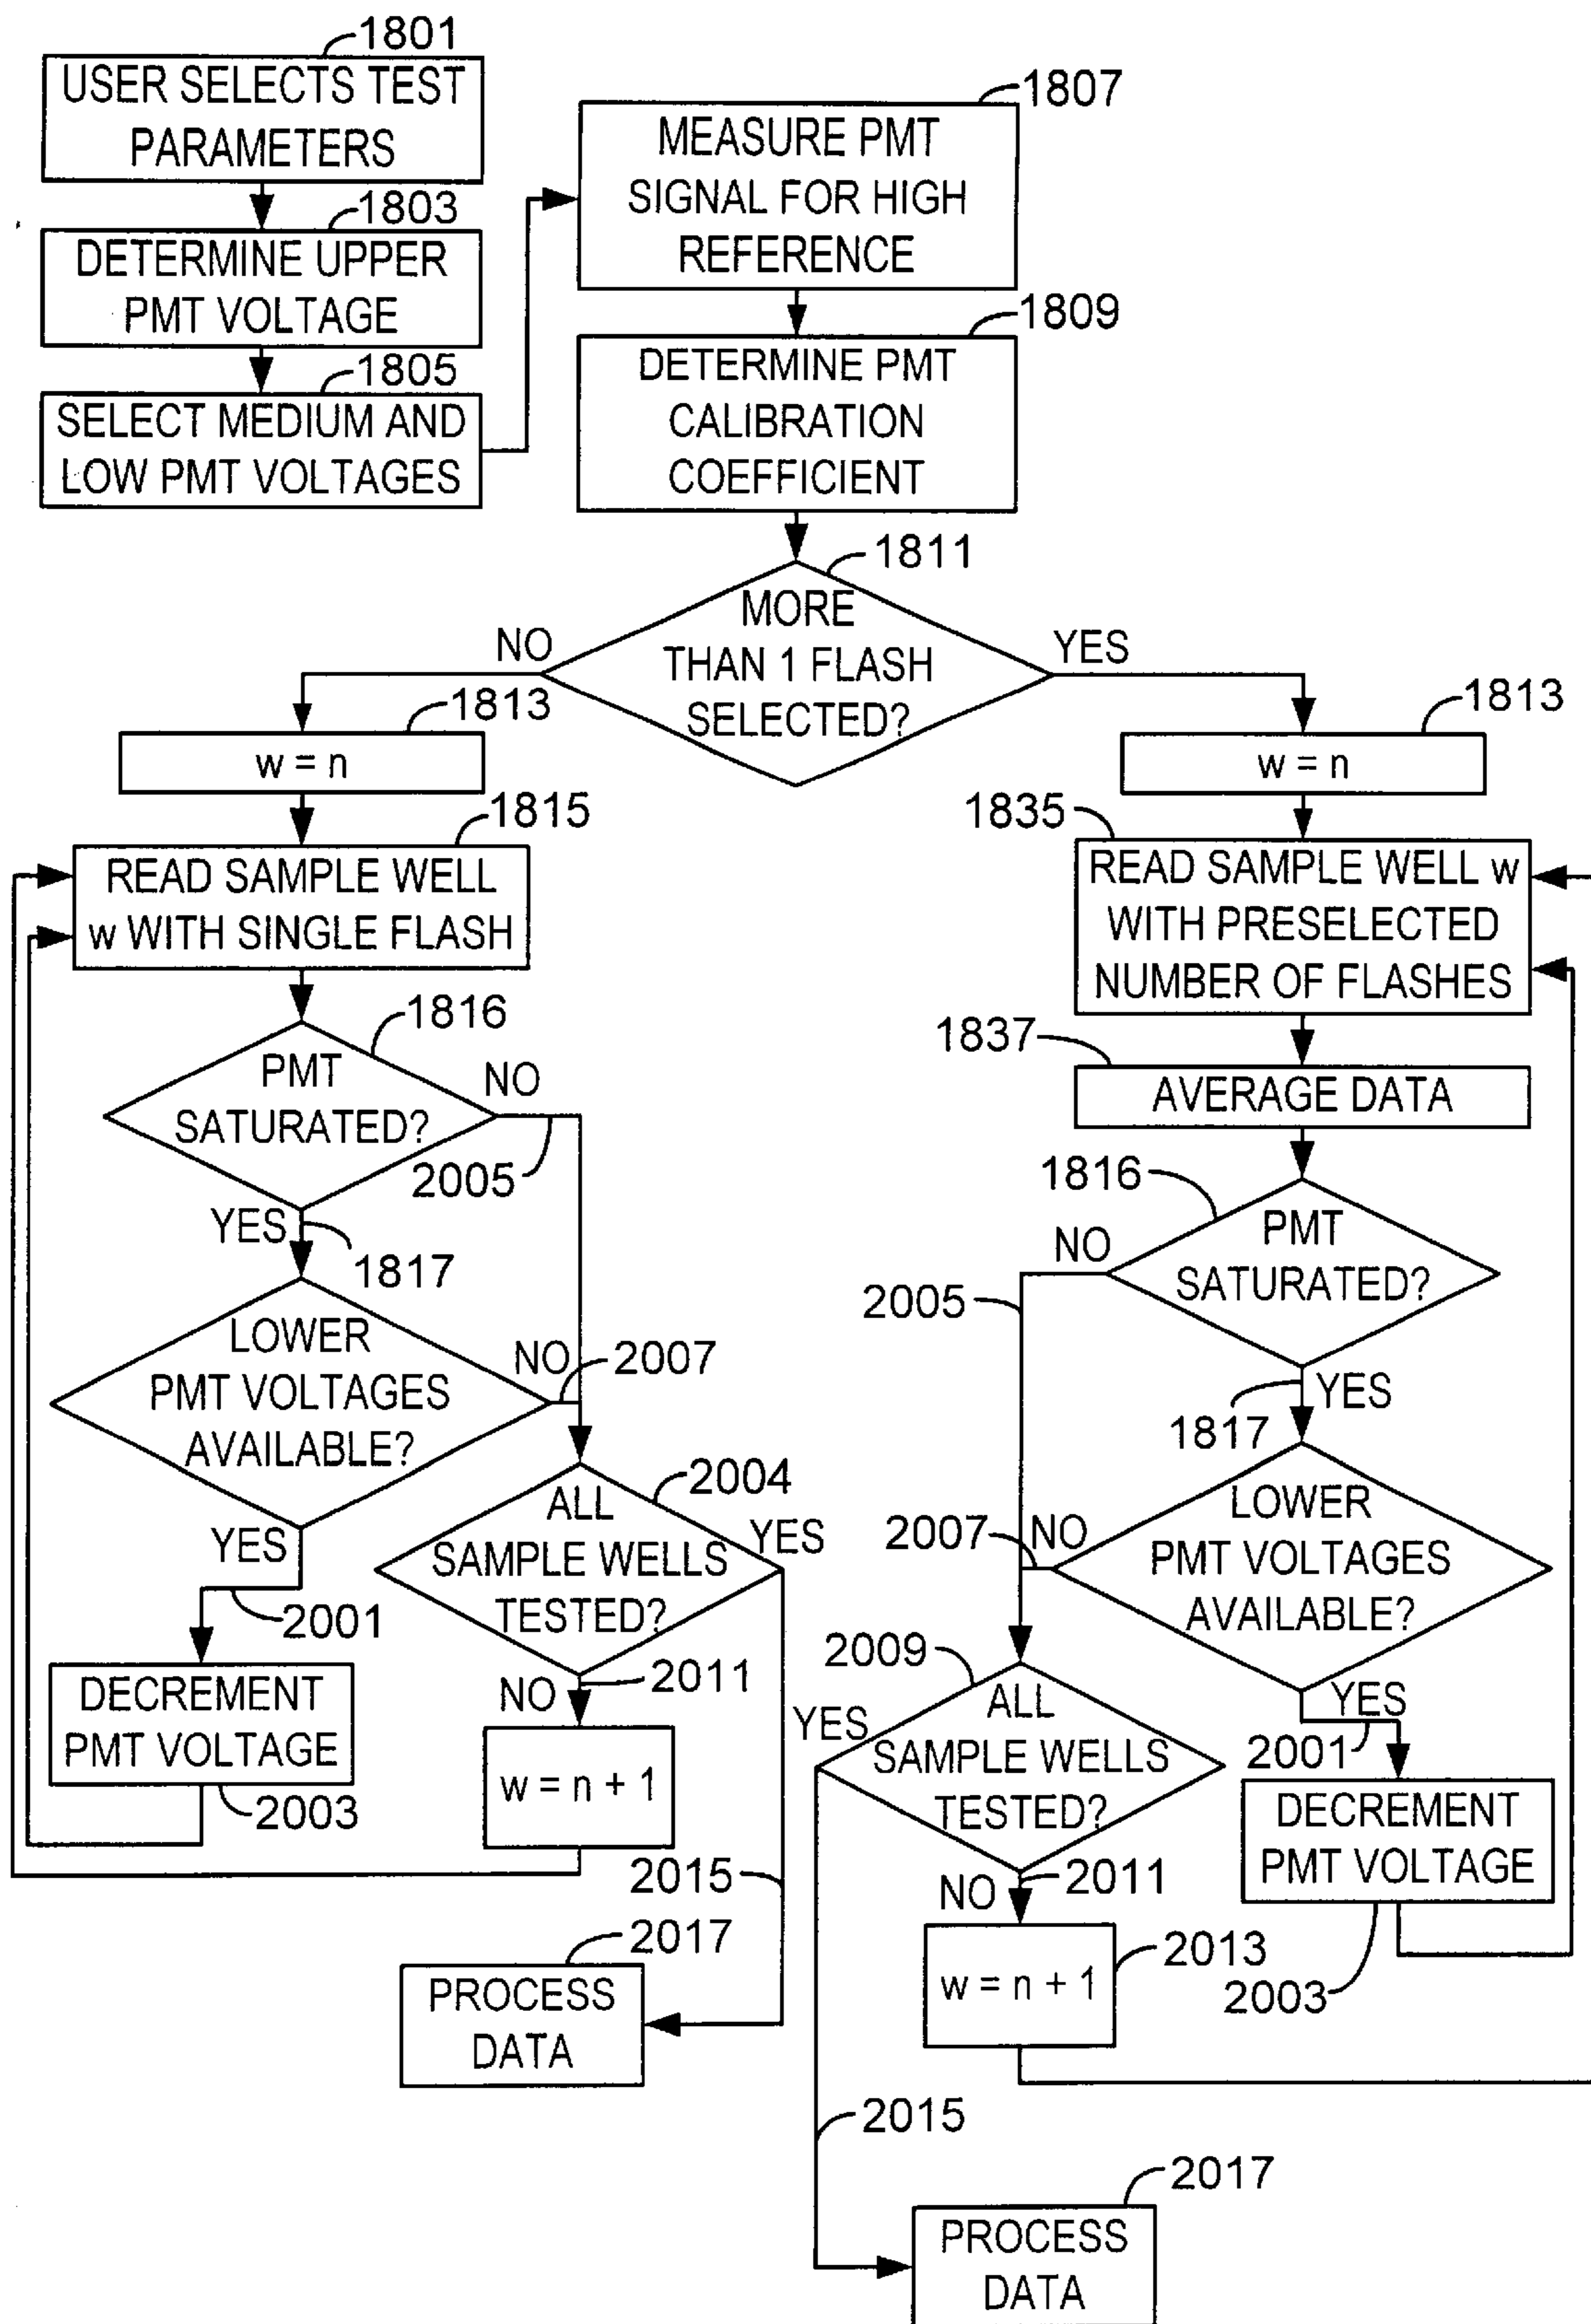 1801
USER SELECTS TEST
PARAMETERS
1803
DETERMINE UPPER
PMT VOLTAGE
1805
SELECT MEDIUM AND
LOW PMT VOLTAGES
1807
MEASURE PMT
SIGNAL FOR HIGH
REFERENCE
1809
DETERMINE PMT
CALIBRATION
COEFFICIENT
1811
MORE
THAN 1 FLASH
SELECTED?
NO
YES
1813
w = n
1815
READ SAMPLE WELL
w WITH SINGLE FLASH
1816
PMT
SATURATED?
NO
2005
YES
1817
LOWER
PMT VOLTAGES
AVAILABLE?
NO
2007
YES
2001
DECREMENT
PMT VOLTAGE
2003
2004
ALL
SAMPLE WELLS
TESTED?
YES
NO
2011
w = n + 1
2015
2017
PROCESS
DATA
1813
w = n
1835
READ SAMPLE WELL w
WITH PRESELECTED
NUMBER OF FLASHES
1837
AVERAGE DATA
1816
PMT
SATURATED?
NO
2005
YES
1817
LOWER
PMT VOLTAGES
AVAILABLE?
2007
NO
YES
2001
DECREMENT
PMT VOLTAGE
2003
2009
ALL
SAMPLE WELLS
TESTED?
YES
NO
2011
w = n + 1
2013
2015
2017
PROCESS
DATA